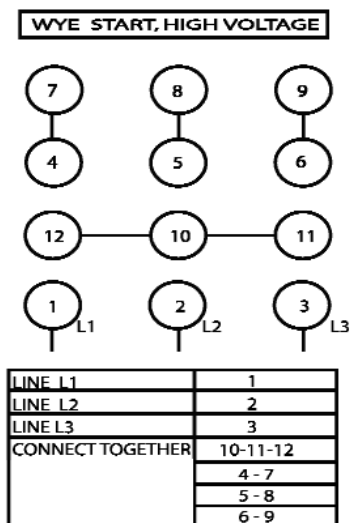 WYE START, HIGH VOLTAGE
7 8 9
4 5 6
12 10 11
1 2 3
L1 L2 L3
LINE L1 1
LINE L2 2
LINE L3 3
CONNECT TOGETHER 10-11-12
4 - 7
5 - 8
6 - 9